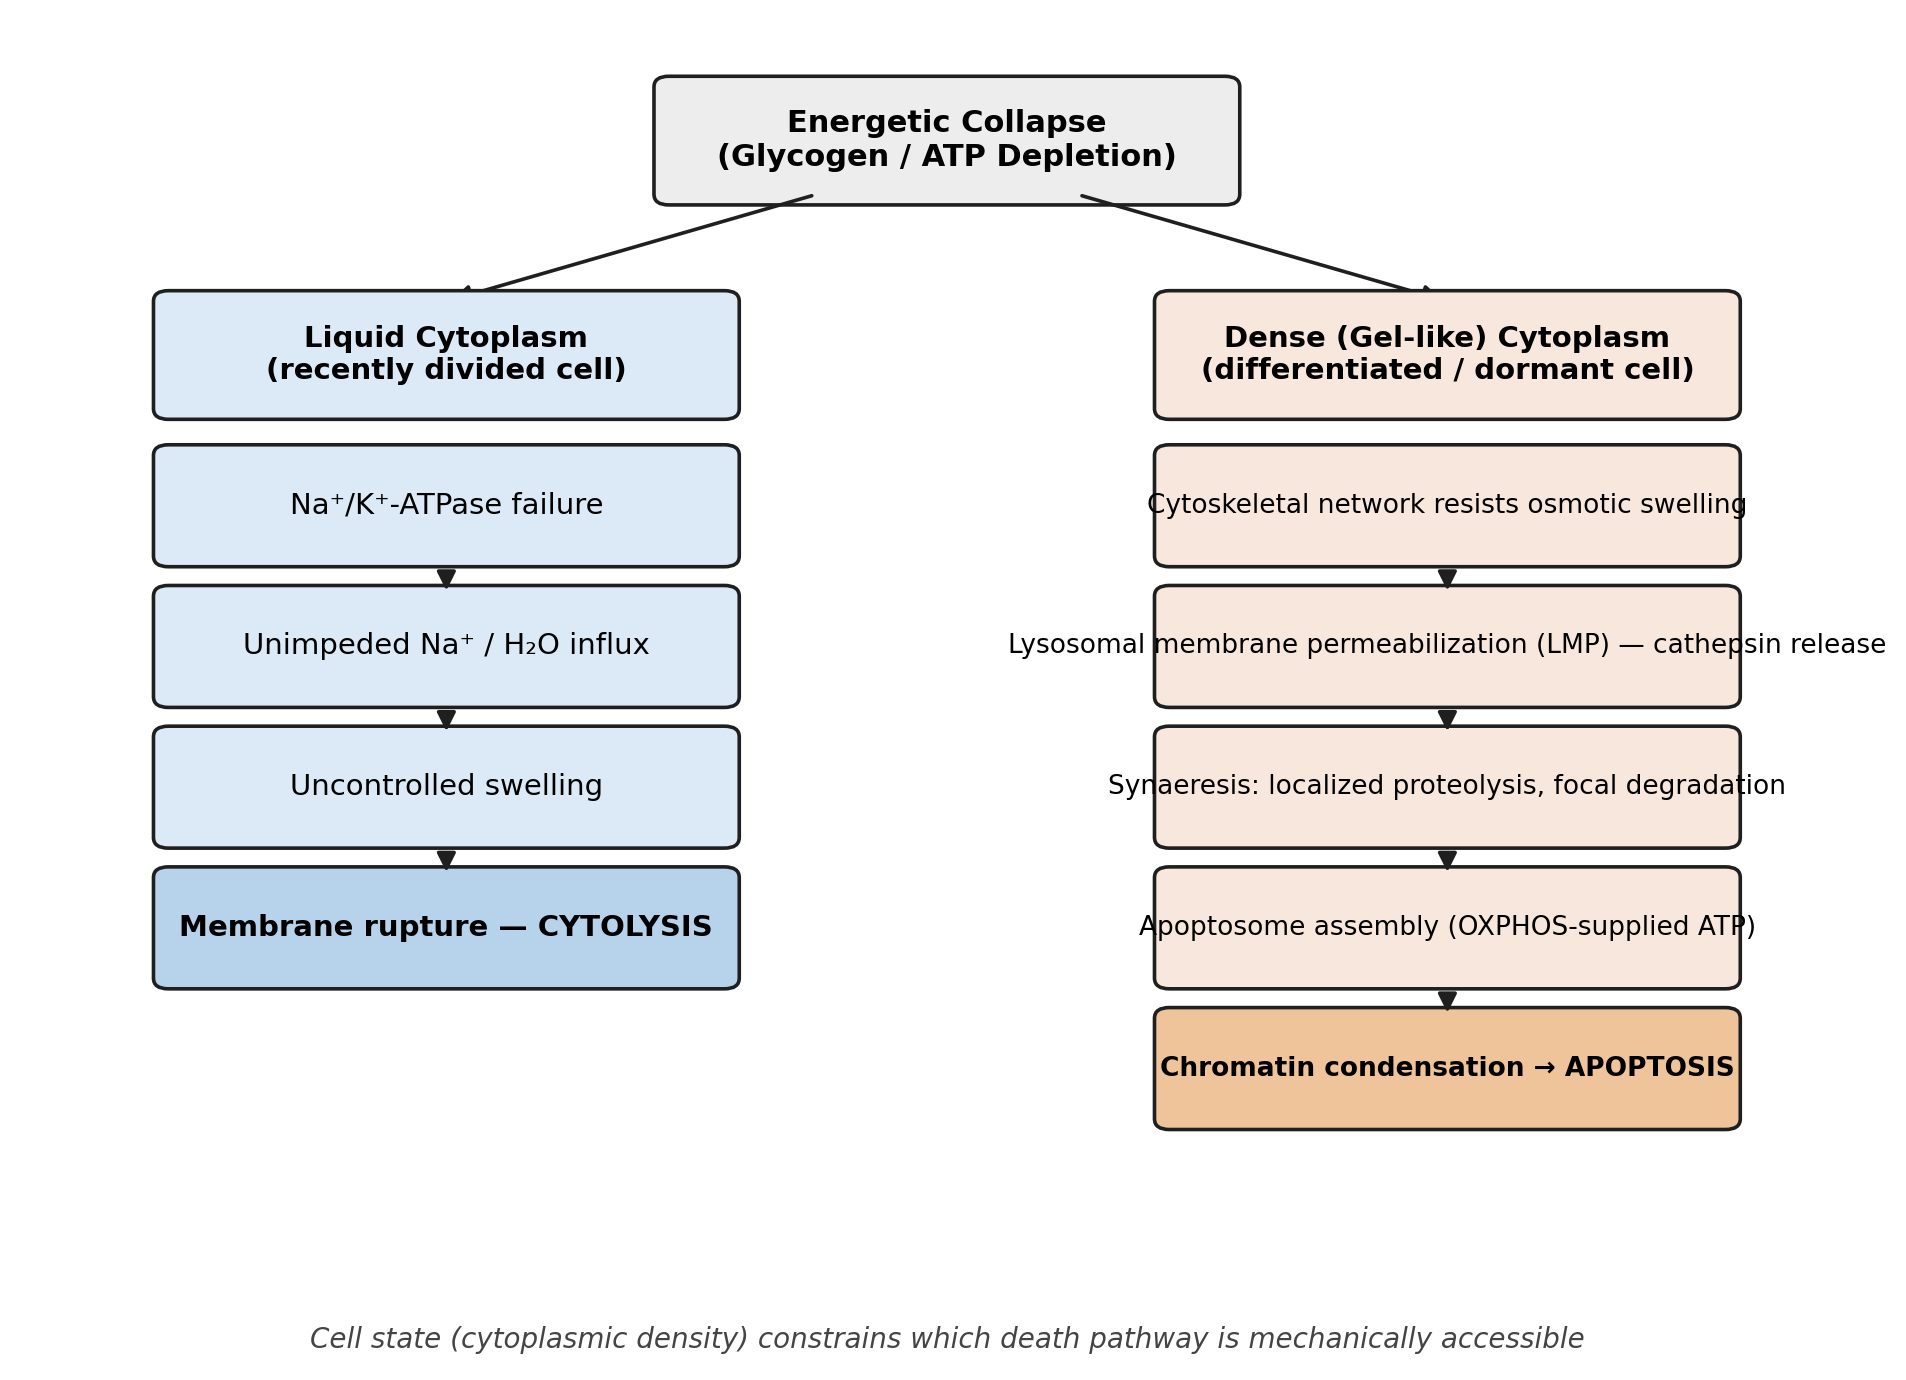 Energetic Collapse
(Glycogen / ATP Depletion)
Liquid Cytoplasm
(recently divided cell)
Na⁺/K⁺-ATPase failure
Unimpeded Na⁺ / H₂O influx
Uncontrolled swelling
Membrane rupture — CYTOLYSIS
Dense (Gel-like) Cytoplasm
(differentiated / dormant cell)
Cytoskeletal network resists osmotic swelling
Lysosomal membrane permeabilization (LMP) — cathepsin release
Synaeresis: localized proteolysis, focal degradation
Apoptosome assembly (OXPHOS-supplied ATP)
Chromatin condensation → APOPTOSIS
Cell state (cytoplasmic density) constrains which death pathway is mechanically accessible